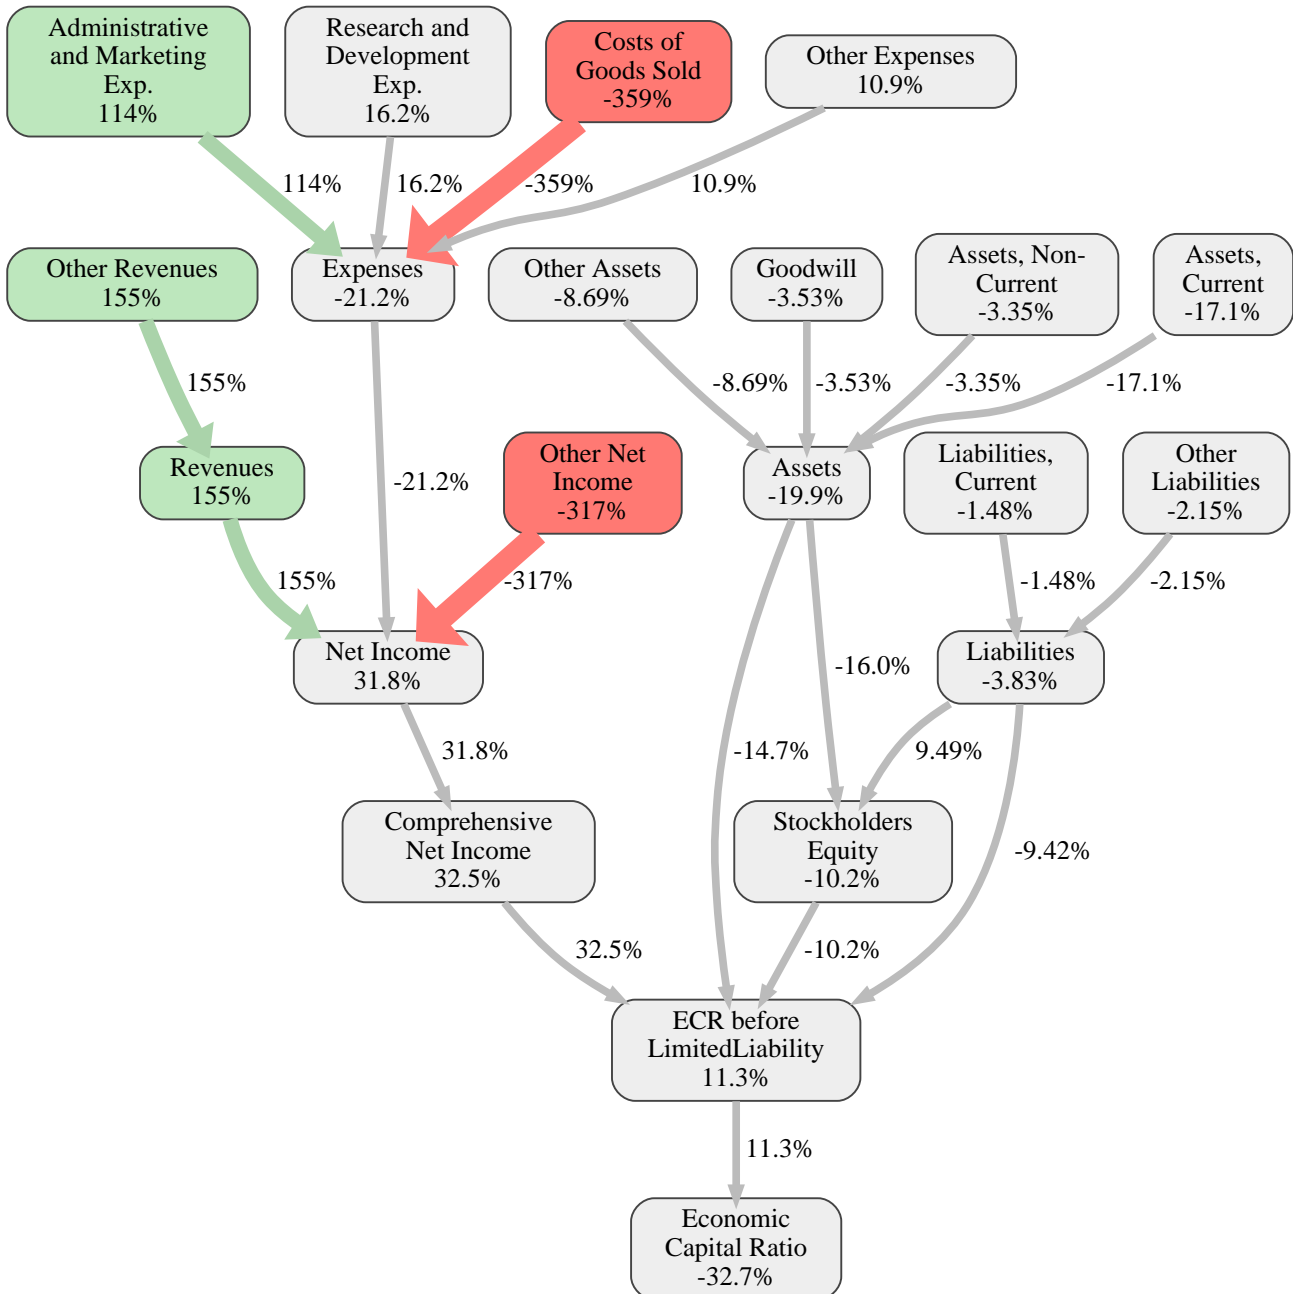 Administrative
and Marketing
Exp.
114%
Research and
Development
Exp.
16.2%
Costs of
Goods Sold
-359%
Other Expenses
10.9%
114%
16.2%
-359%
10.9%
Other Revenues
155%
Expenses
-21.2%
Other Assets
-8.69%
Goodwill
-3.53%
Assets, Non-
Current
-3.35%
Assets,
Current
-17.1%
155%
-8.69%
-3.53%
-3.35%
-17.1%
Revenues
155%
-21.2%
Other Net
Income
-317%
Assets
-19.9%
Liabilities,
Current
-1.48%
Other
Liabilities
-2.15%
155%
-317%
-1.48%
-2.15%
Net Income
31.8%
-16.0%
Liabilities
-3.83%
31.8%
-14.7%
9.49%
Comprehensive
Net Income
32.5%
Stockholders
Equity
-10.2%
-9.42%
32.5%
-10.2%
ECR before
LimitedLiability
11.3%
11.3%
Economic
Capital Ratio
-32.7%